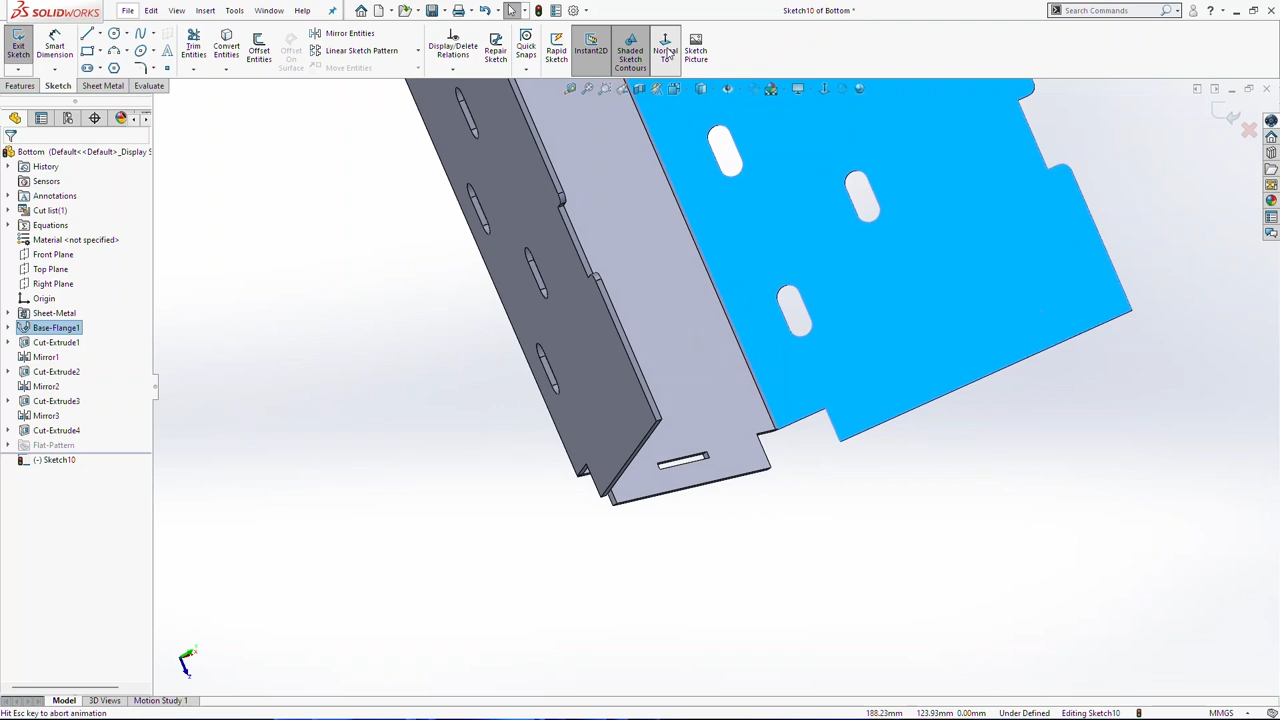 SOLIDWORKS File Edit View Insert Tools Window Help Sketch10 of Bottom * Search Commands
Exit Sketch Smart Dimension Trim Entities Convert Entities Offset Entities Offset On Surface Mirror Entities Linear Sketch Pattern Move Entities Display/Delete Relations Repair Sketch Quick Snaps Rapid Sketch Instant2D Shaded Sketch Contours Normal To Sketch Picture
Features Sketch Sheet Metal Evaluate
Bottom (Default<<Default>_Display S
History
Sensors
Annotations
Cut list(1)
Equations
Material <not specified>
Front Plane
Top Plane
Right Plane
Origin
Sheet-Metal
Base-Flange1
Cut-Extrude1
Mirror1
Cut-Extrude2
Mirror2
Cut-Extrude3
Mirror3
Cut-Extrude4
Flat-Pattern
(-) Sketch10
Model 3D Views Motion Study 1
Hit Esc key to abort animation 188.23mm 123.93mm 0.00mm Under Defined Editing Sketch10 MMGS